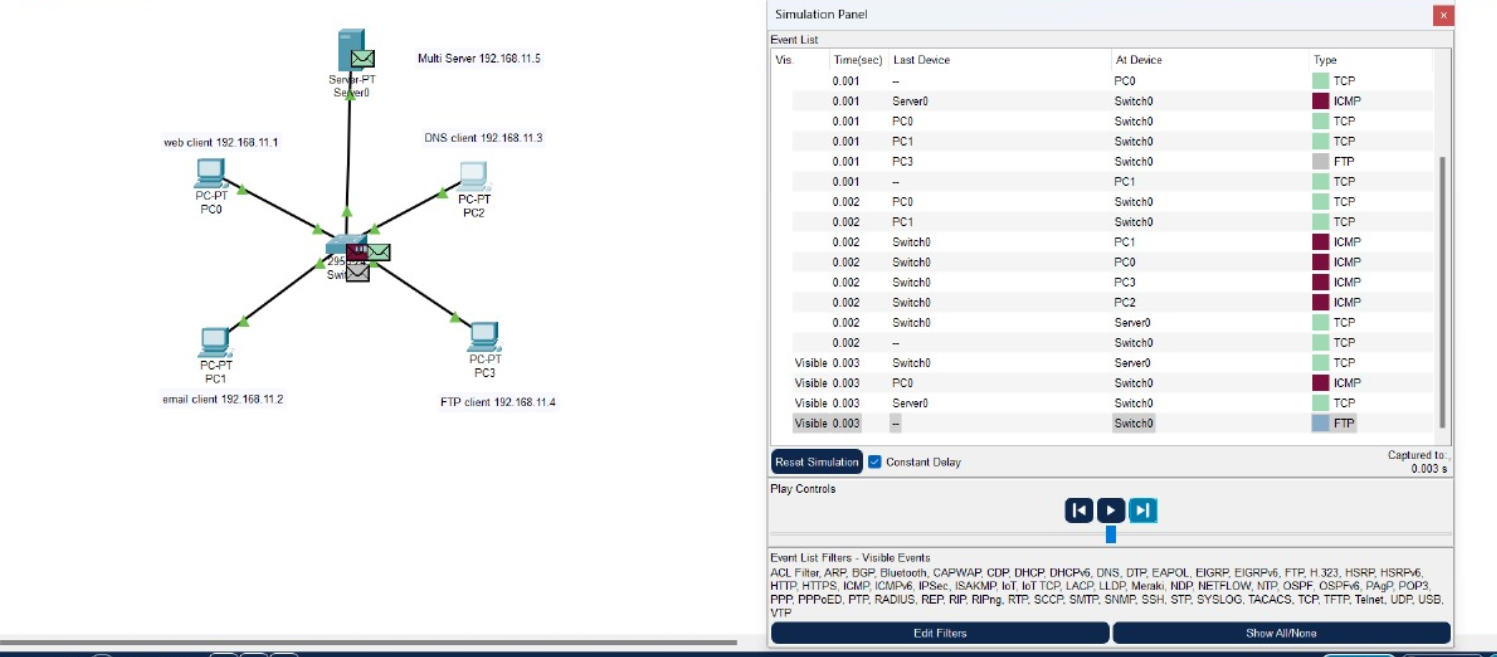 Multi Server 192.168.11.5
Server-PT
Server0
web client 192.168.11.1
DNS client 192.168.11.3
PC-PT
PC0
PC-PT
PC2
PC-PT
PC1
PC-PT
PC3
email client 192.168.11.2
FTP client 192.168.11.4
Simulation Panel
Event List
Vis. Time(sec) Last Device At Device Type
0.001 -- PC0 TCP
0.001 Server0 Switch0 ICMP
0.001 PC0 Switch0 TCP
0.001 PC1 Switch0 TCP
0.001 PC3 Switch0 FTP
0.001 -- PC1 TCP
0.002 PC0 Switch0 TCP
0.002 PC1 Switch0 TCP
0.002 Switch0 PC1 ICMP
0.002 Switch0 PC0 ICMP
0.002 Switch0 PC3 ICMP
0.002 Switch0 PC2 ICMP
0.002 Switch0 Server0 TCP
0.002 -- Switch0 TCP
Visible 0.003 Switch0 Server0 TCP
Visible 0.003 PC0 Switch0 ICMP
Visible 0.003 Server0 Switch0 TCP
Visible 0.003 -- Switch0 FTP
Reset Simulation Constant Delay
Captured to:
0.003 s
Play Controls
Event List Filters - Visible Events
ACL Filter, ARP, BGP, Bluetooth, CAPWAP, CDP, DHCP, DHCPv6, DNS, DTP, EAPOL, EIGRP, EIGRPv6, FTP, H.323, HSRP, HSRPv6,
HTTP, HTTPS, ICMP, ICMPv6, IPSec, ISAKMP, IoT, IoT TCP, LACP, LLDP, Meraki, NDP, NETFLOW, NTP, OSPF, OSPFv6, PAgP, POP3,
PPP, PPPoED, PTP, RADIUS, REP, RIP, RIPng, RTP, SCCP, SMTP, SNMP, SSH, STP, SYSLOG, TACACS, TCP, TFTP, Telnet, UDP, USB,
VTP
Edit Filters Show All/None